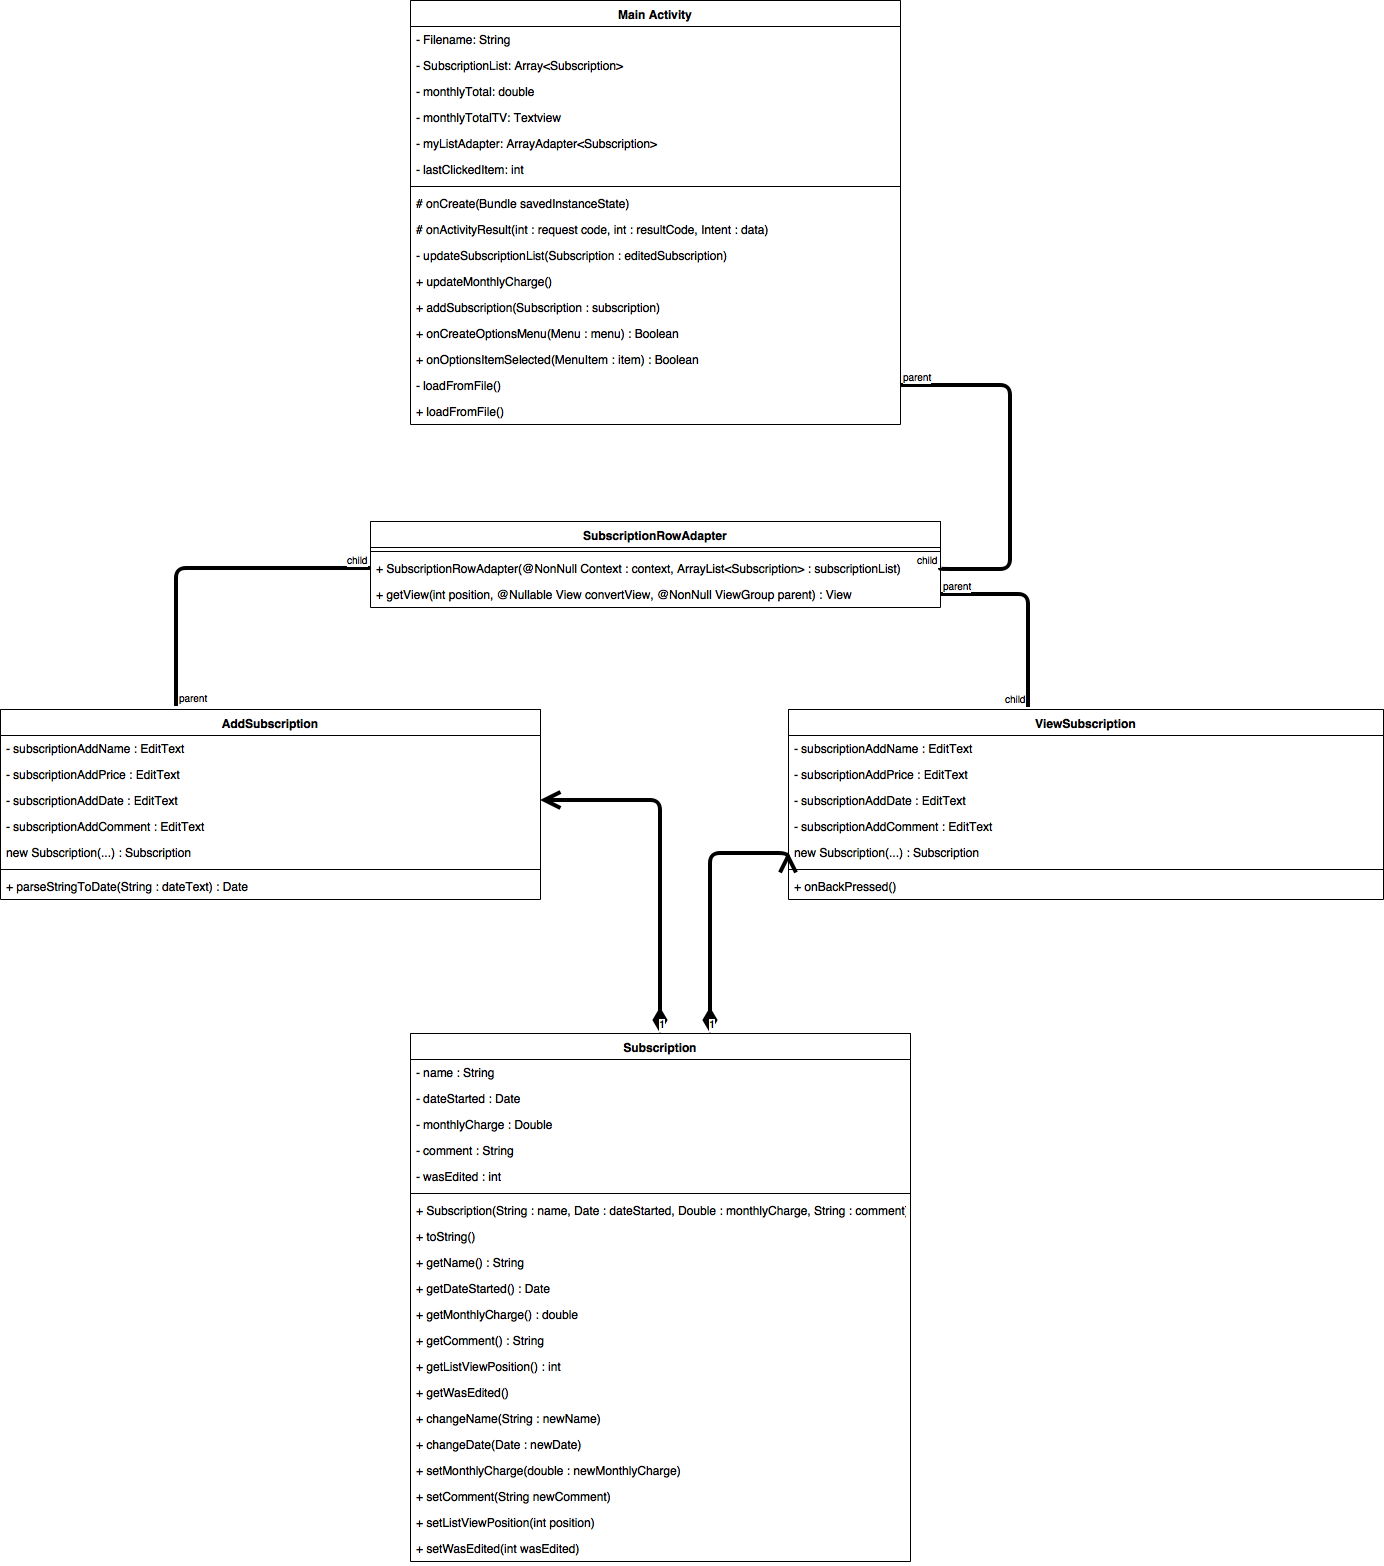 Main Activity
- Filename: String
- SubscriptionList: Array<Subscription>
- monthlyTotal: double
- monthlyTotalTV: Textview
- myListAdapter: ArrayAdapter<Subscription>
- lastClickedItem: int
# onCreate(Bundle savedInstanceState)
# onActivityResult(int : request code, int : resultCode, Intent : data)
- updateSubscriptionList(Subscription : editedSubscription)
+ updateMonthlyCharge()
+ addSubscription(Subscription : subscription)
+ onCreateOptionsMenu(Menu : menu) : Boolean
+ onOptionsItemSelected(MenuItem : item) : Boolean
- loadFromFile()
+ loadFromFile()
parent
SubscriptionRowAdapter
child
child
+ SubscriptionRowAdapter(@NonNull Context : context, ArrayList<Subscription> : subscriptionList)
+ getView(int position, @Nullable View convertView, @NonNull ViewGroup parent) : View
parent
parent
child
AddSubscription
- subscriptionAddName : EditText
- subscriptionAddPrice : EditText
- subscriptionAddDate : EditText
- subscriptionAddComment : EditText
new Subscription(...) : Subscription
+ parseStringToDate(String : dateText) : Date
ViewSubscription
- subscriptionAddName : EditText
- subscriptionAddPrice : EditText
- subscriptionAddDate : EditText
- subscriptionAddComment : EditText
new Subscription(...) : Subscription
+ onBackPressed()
1
1
Subscription
- name : String
- dateStarted : Date
- monthlyCharge : Double
- comment : String
- wasEdited : int
+ Subscription(String : name, Date : dateStarted, Double : monthlyCharge, String : comment)
+ toString()
+ getName() : String
+ getDateStarted() : Date
+ getMonthlyCharge() : double
+ getComment() : String
+ getListViewPosition() : int
+ getWasEdited()
+ changeName(String : newName)
+ changeDate(Date : newDate)
+ setMonthlyCharge(double : newMonthlyCharge)
+ setComment(String newComment)
+ setListViewPosition(int position)
+ setWasEdited(int wasEdited)